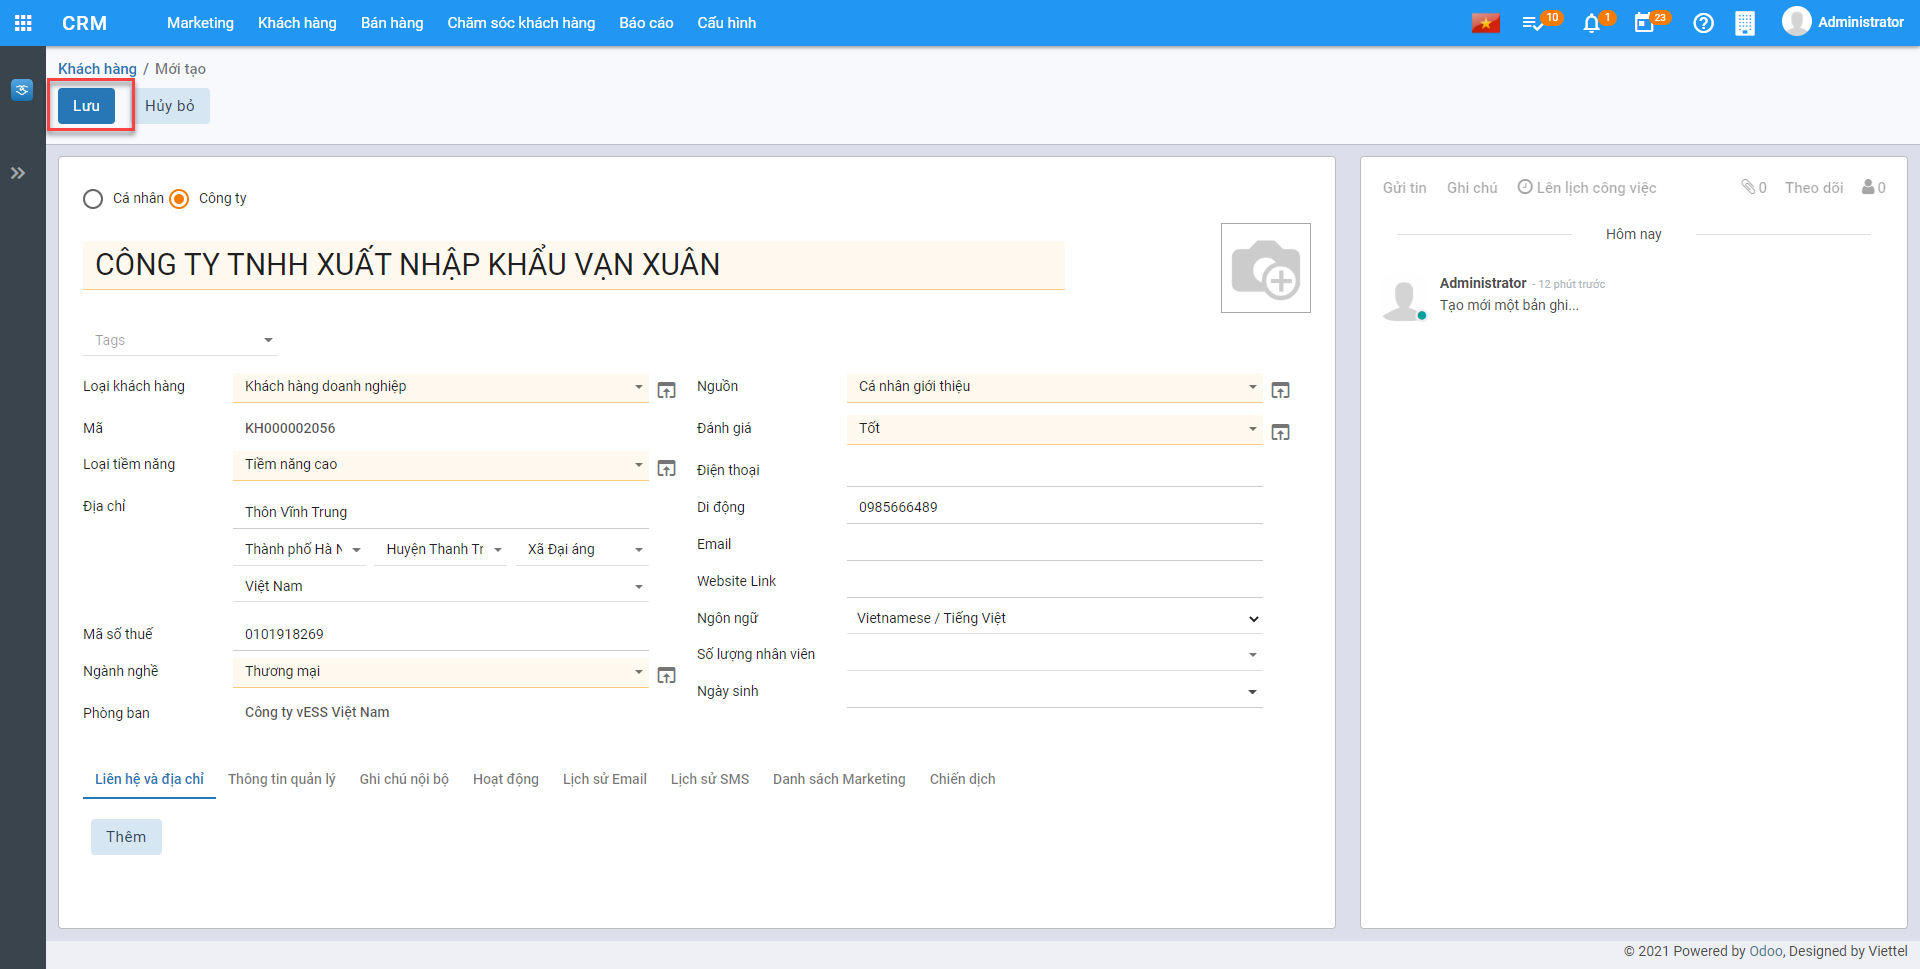 CRM Marketing Khách hàng Bán hàng Chăm sóc khách hàng Báo cáo Cấu hình 10 1 23 Administrator
Khách hàng / Mới tạo
Lưu Hủy bỏ
Cá nhân Công ty
CÔNG TY TNHH XUẤT NHẬP KHẨU VẠN XUÂN
Tags
Loại khách hàng Khách hàng doanh nghiệp
Mã KH000002056
Loại tiềm năng Tiềm năng cao
Địa chỉ Thôn Vĩnh Trung
Thành phố Hà N Huyện Thanh Tr Xã Đại áng
Việt Nam
Mã số thuế 0101918269
Ngành nghề Thương mại
Phòng ban Công ty vESS Việt Nam
Nguồn Cá nhân giới thiệu
Đánh giá Tốt
Điện thoại
Di động 0985666489
Email
Website Link
Ngôn ngữ Vietnamese / Tiếng Việt
Số lượng nhân viên
Ngày sinh
Liên hệ và địa chỉ Thông tin quản lý Ghi chú nội bộ Hoạt động Lịch sử Email Lịch sử SMS Danh sách Marketing Chiến dịch
Thêm
Gửi tin Ghi chú Lên lịch công việc 0 Theo dõi 0
Hôm nay
Administrator - 12 phút trước
Tạo mới một bản ghi...
© 2021 Powered by Odoo, Designed by Viettel